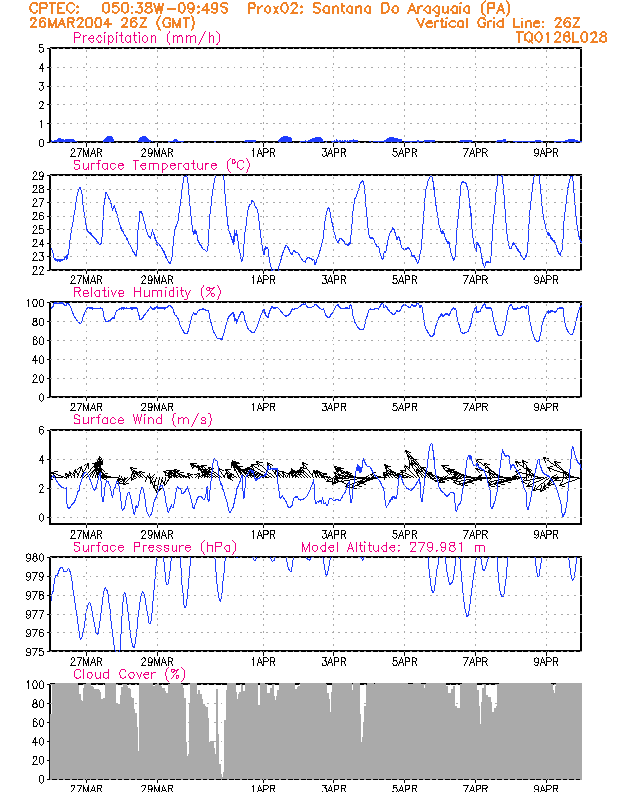 CPTEC: 050:38W-09:49S Prox02: Santana Do Araguaia (PA)
26MAR2004 26Z (GMT) Vertical Grid Line: 26Z
Precipitation (mm/h) TQ0126L028
5
4
3
2
1
0
27MAR 29MAR 1APR 3APR 5APR 7APR 9APR
Surface Temperature (°C)
29
28
27
26
25
24
23
22
27MAR 29MAR 1APR 3APR 5APR 7APR 9APR
Relative Humidity (%)
100
80
60
40
20
0
27MAR 29MAR 1APR 3APR 5APR 7APR 9APR
Surface Wind (m/s)
6
4
2
0
27MAR 29MAR 1APR 3APR 5APR 7APR 9APR
Surface Pressure (hPa) Model Altitude: 279.981 m
980
979
978
977
976
975
27MAR 29MAR 1APR 3APR 5APR 7APR 9APR
Cloud Cover (%)
100
80
60
40
20
0
27MAR 29MAR 1APR 3APR 5APR 7APR 9APR